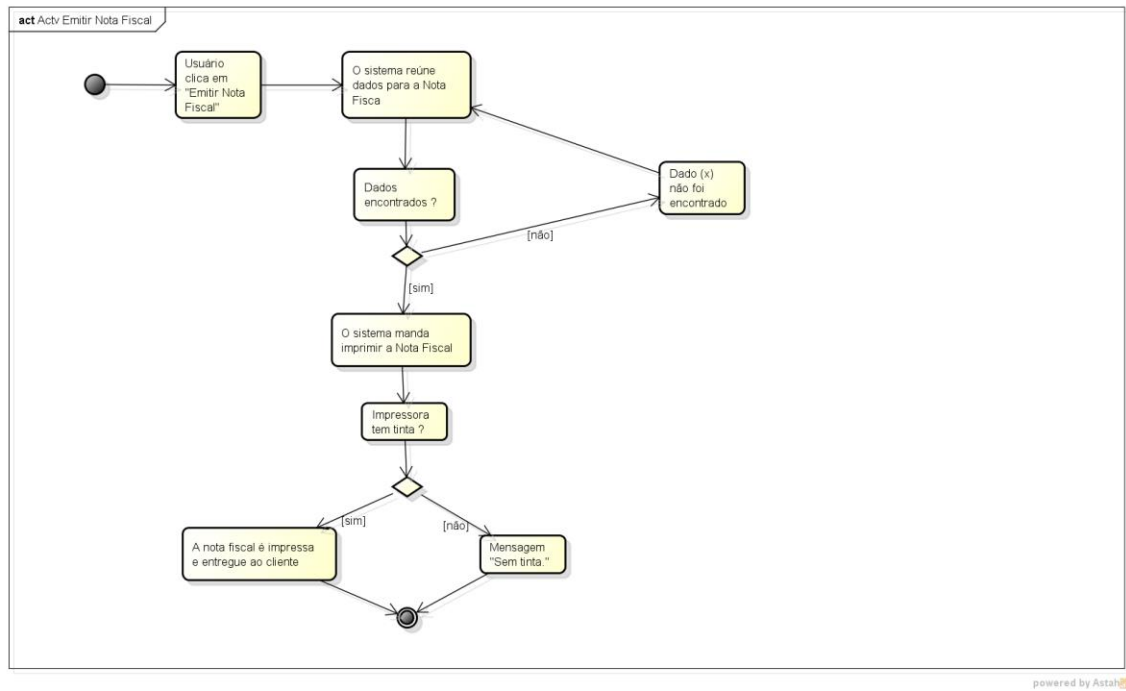 act Actv Emitir Nota Fiscal
Usuário
clica em
"Emitir Nota
Fiscal"
O sistema reúne
dados para a Nota
Fisca
Dados
encontrados ?
Dado (x)
não foi
encontrado
[não]
[sim]
O sistema manda
imprimir a Nota Fiscal
Impressora
tem tinta ?
[sim]
[não]
A nota fiscal é impressa
e entregue ao cliente
Mensagem
"Sem tinta."
powered by Astah